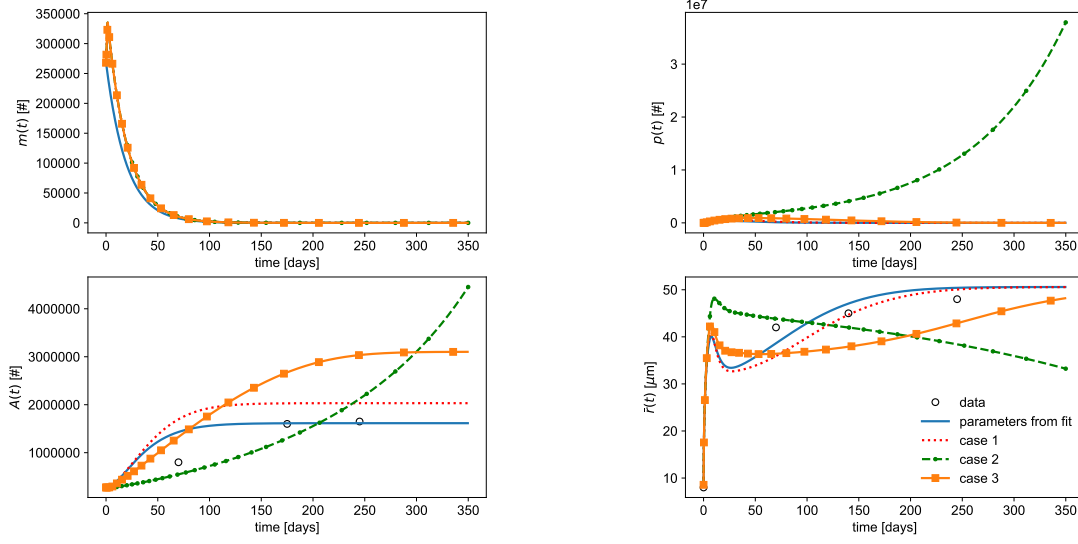 350000
300000
250000
200000
150000
100000
50000
0
m(t) [#]
0 50 100 150 200 250 300 350
time [days]
1e7
3
2
1
0
p(t) [#]
0 50 100 150 200 250 300 350
time [days]
4000000
3000000
2000000
1000000
A(t) [#]
0 50 100 150 200 250 300 350
time [days]
50
40
30
20
10
r̄(t) [μm]
data
parameters from fit
case 1
case 2
case 3
0 50 100 150 200 250 300 350
time [days]